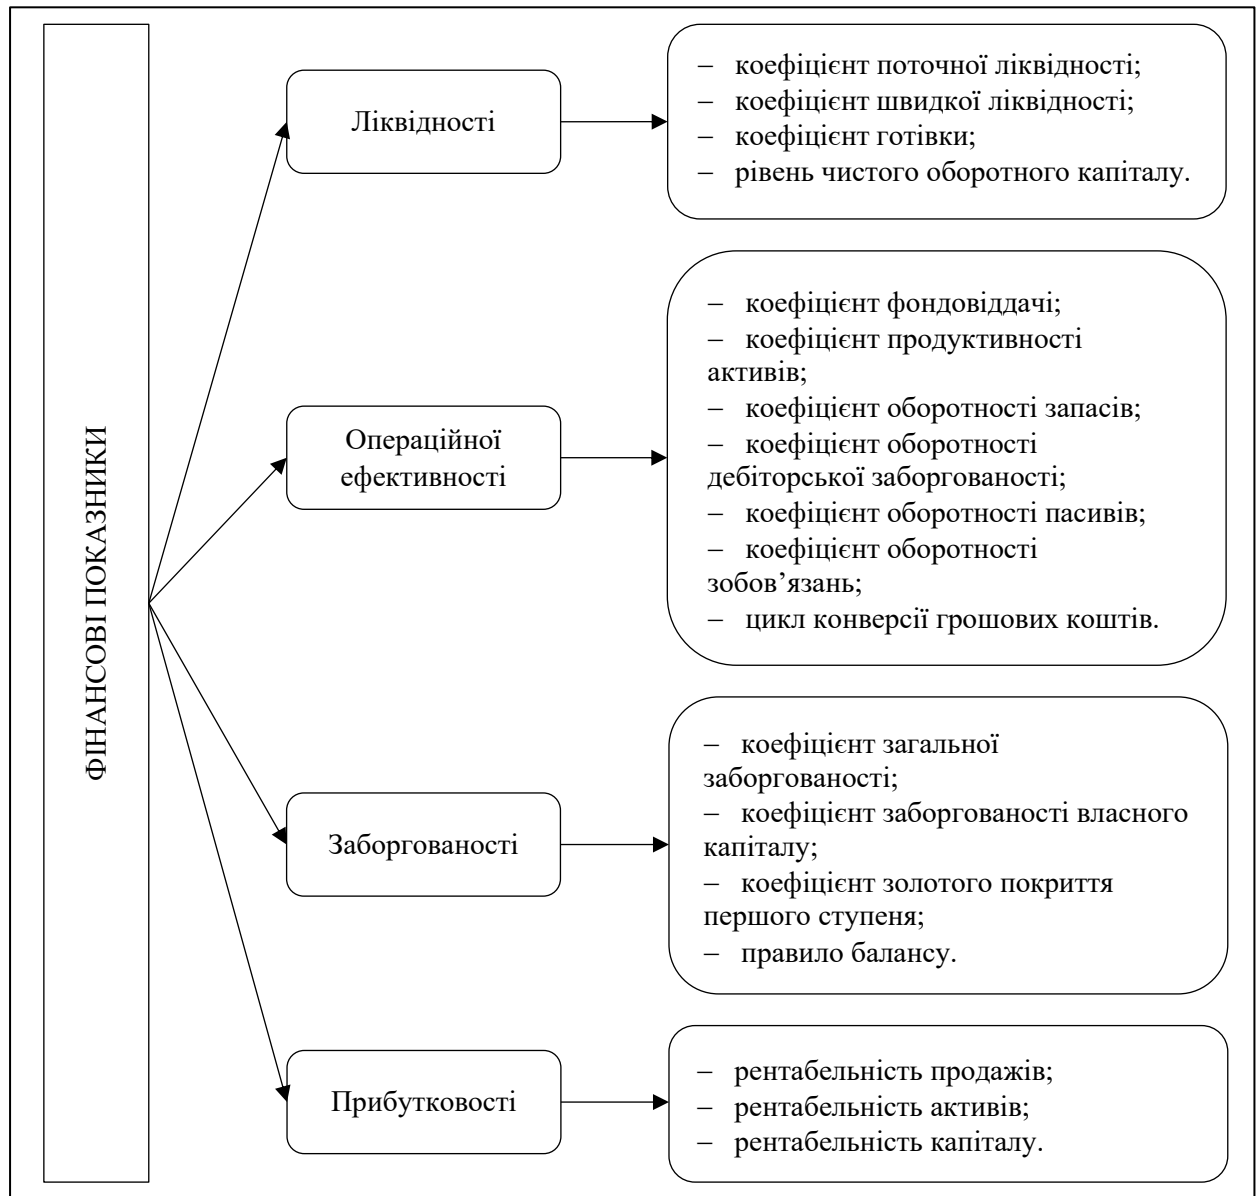 ФІНАНСОВІ ПОКАЗНИКИ
Ліквідності
– коефіцієнт поточної ліквідності;
– коефіцієнт швидкої ліквідності;
– коефіцієнт готівки;
– рівень чистого оборотного капіталу.
Операційної
ефективності
– коефіцієнт фондовіддачі;
– коефіцієнт продуктивності
активів;
– коефіцієнт оборотності запасів;
– коефіцієнт оборотності
дебіторської заборгованості;
– коефіцієнт оборотності пасивів;
– коефіцієнт оборотності
зобов’язань;
– цикл конверсії грошових коштів.
Заборгованості
– коефіцієнт загальної
заборгованості;
– коефіцієнт заборгованості власного
капіталу;
– коефіцієнт золотого покриття
першого ступеня;
– правило балансу.
Прибутковості
– рентабельність продажів;
– рентабельність активів;
– рентабельність капіталу.